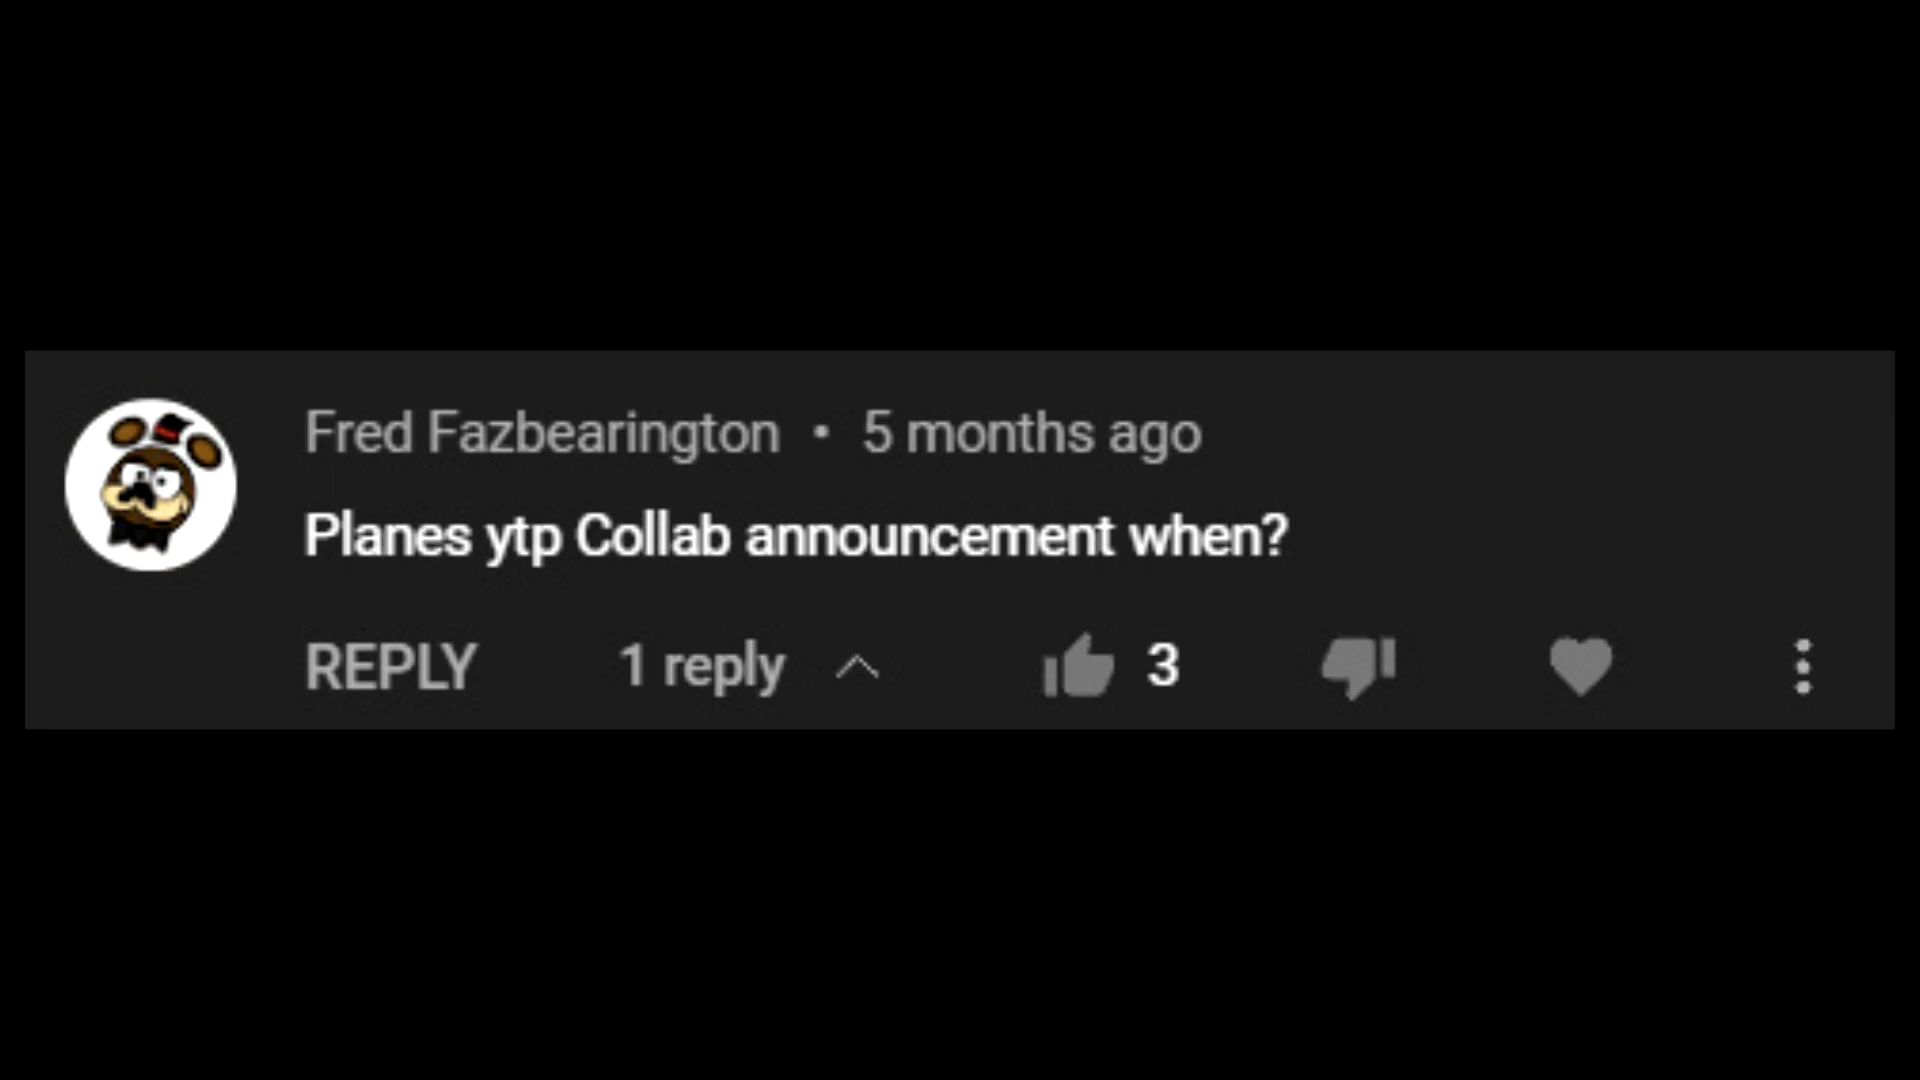 Fred Fazbearington • 5 months ago
Planes ytp Collab announcement when?
REPLY 1 reply 3